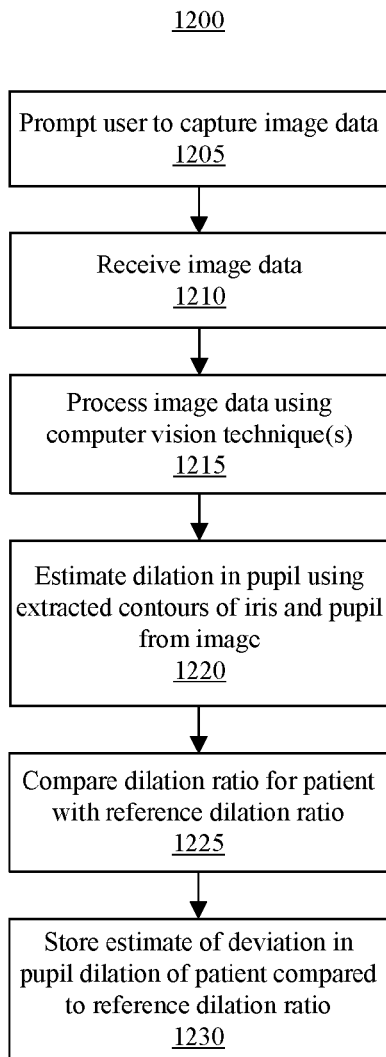 1200
Prompt user to capture image data
1205
Receive image data
1210
Process image data using
computer vision technique(s)
1215
Estimate dilation in pupil using
extracted contours of iris and pupil
from image
1220
Compare dilation ratio for patient
with reference dilation ratio
1225
Store estimate of deviation in
pupil dilation of patient compared
to reference dilation ratio
1230